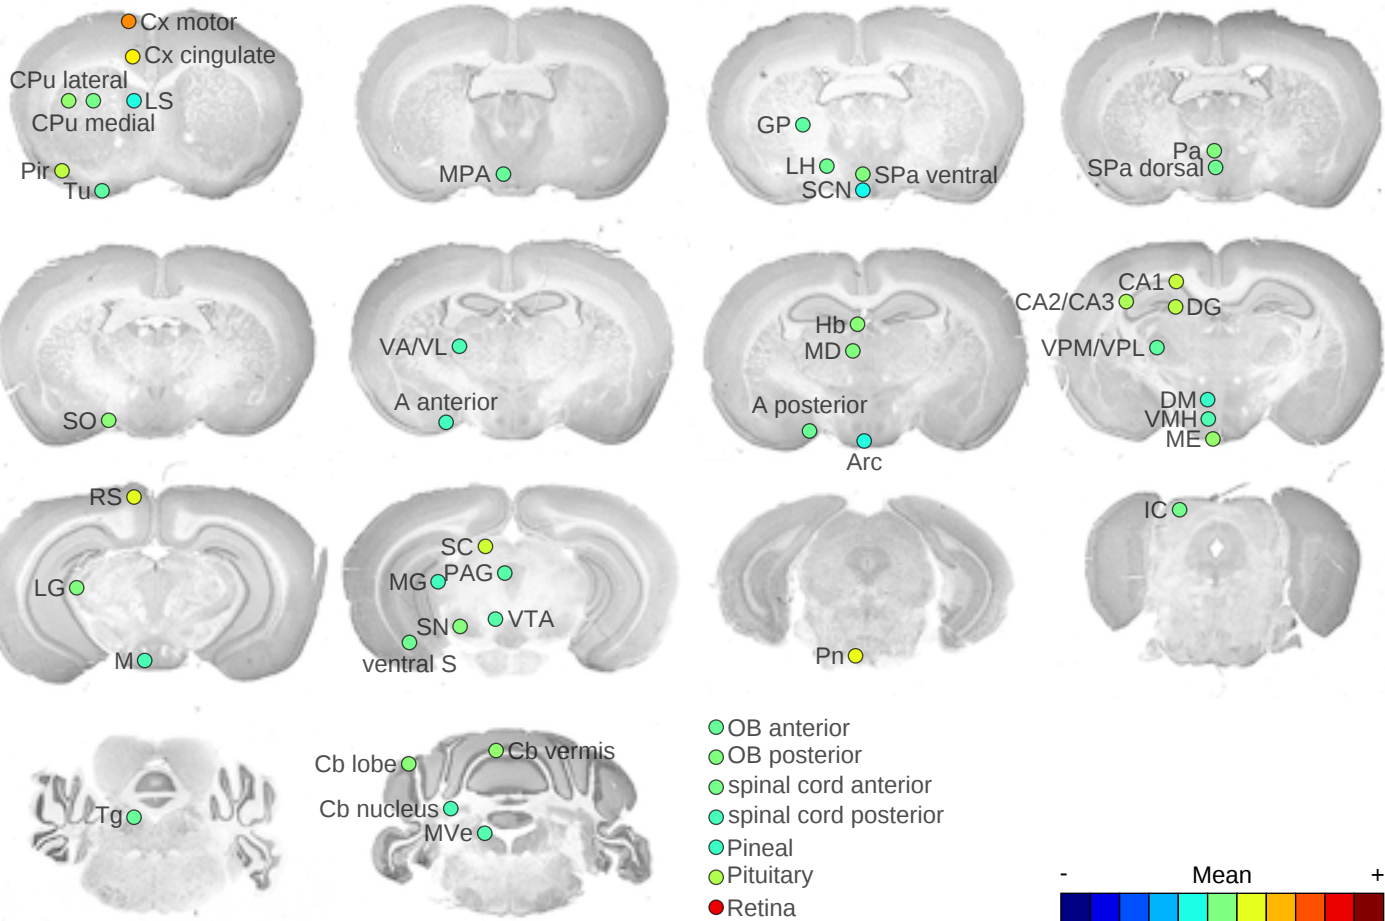 Cx motor
Cx cingulate
CPu lateral
LS
CPu medial
Pir
Tu
MPA
GP
LH
SPa ventral
SCN
Pa
SPa dorsal
SO
VA/VL
A anterior
Hb
MD
A posterior
Arc
CA1
CA2/CA3
DG
VPM/VPL
DM
VMH
ME
RS
LG
M
SC
PAG
MG
SN
VTA
ventral S
Pn
IC
Tg
Cb vermis
Cb lobe
Cb nucleus
MVe
OB anterior
OB posterior
spinal cord anterior
spinal cord posterior
Pineal
Pituitary
Retina
- Mean +